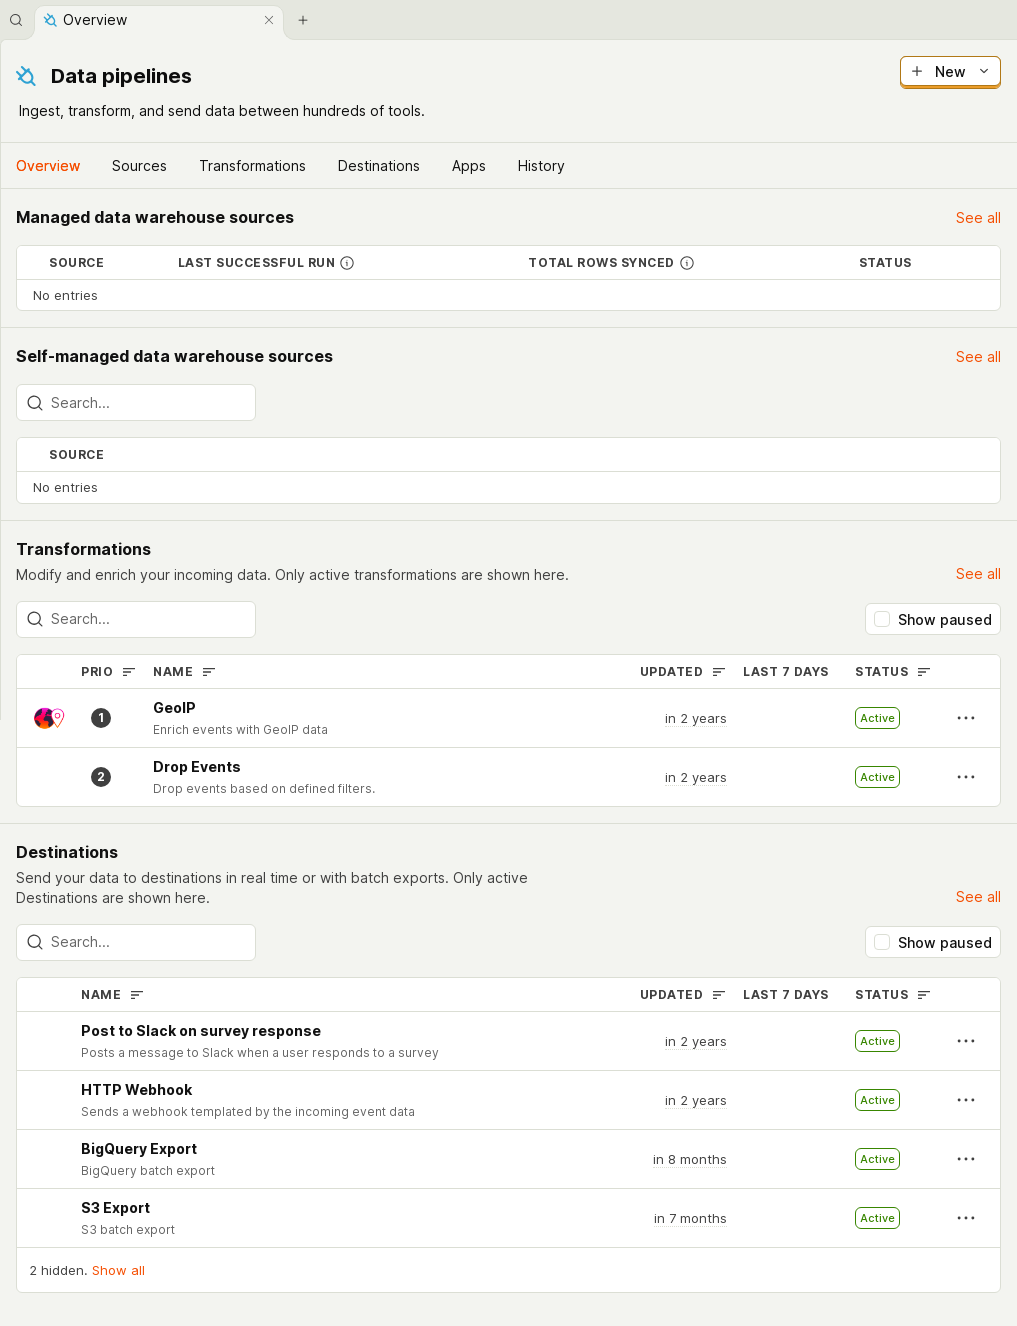 Overview
Data pipelines
New
Ingest, transform, and send data between hundreds of tools.
Overview Sources Transformations Destinations Apps History
Managed data warehouse sources
See all
SOURCE LAST SUCCESSFUL RUN TOTAL ROWS SYNCED STATUS
No entries
Self-managed data warehouse sources
See all
Search...
SOURCE
No entries
Transformations
Modify and enrich your incoming data. Only active transformations are shown here.
See all
Search...
Show paused
PRIO NAME UPDATED LAST 7 DAYS STATUS
1 GeoIP in 2 years Active
Enrich events with GeoIP data
2 Drop Events in 2 years Active
Drop events based on defined filters.
Destinations
Send your data to destinations in real time or with batch exports. Only active
Destinations are shown here.
See all
Search...
Show paused
NAME UPDATED LAST 7 DAYS STATUS
Post to Slack on survey response in 2 years Active
Posts a message to Slack when a user responds to a survey
HTTP Webhook in 2 years Active
Sends a webhook templated by the incoming event data
BigQuery Export in 8 months Active
BigQuery batch export
S3 Export in 7 months Active
S3 batch export
2 hidden. Show all